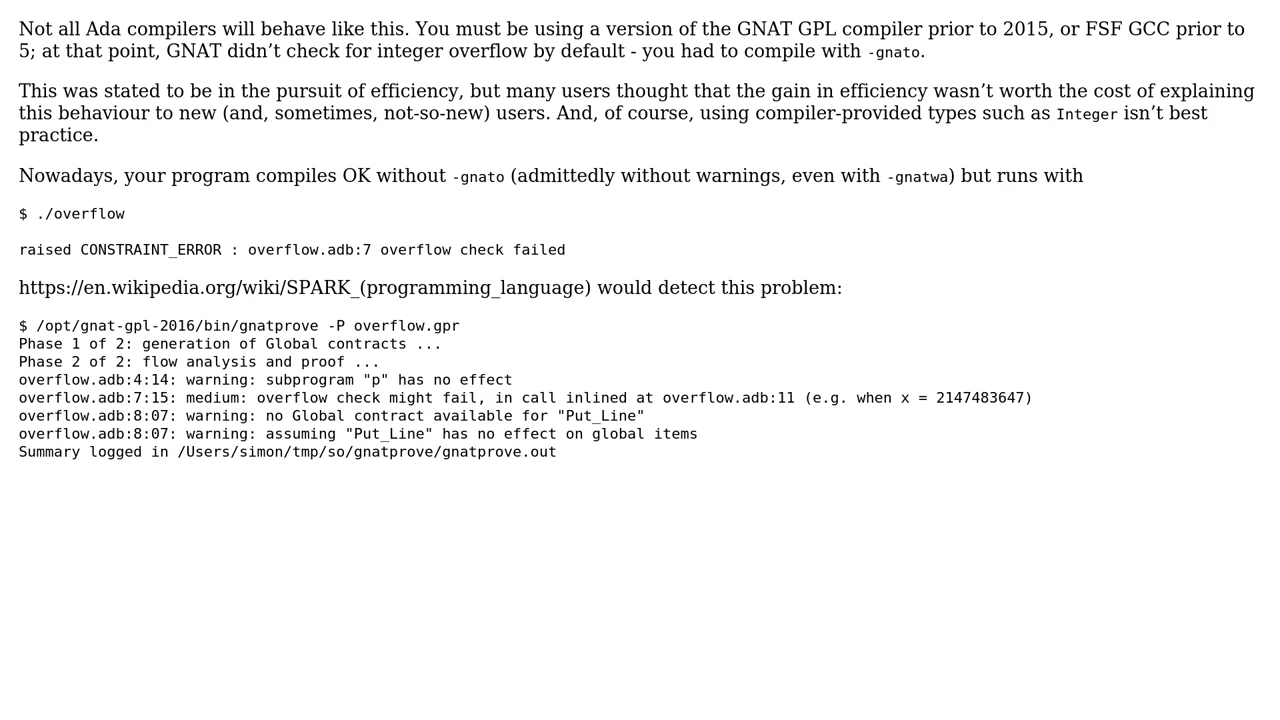 Not all Ada compilers will behave like this. You must be using a version of the GNAT GPL compiler prior to 2015, or FSF GCC prior to
5; at that point, GNAT didn’t check for integer overflow by default - you had to compile with -gnato.
This was stated to be in the pursuit of efficiency, but many users thought that the gain in efficiency wasn’t worth the cost of explaining
this behaviour to new (and, sometimes, not-so-new) users. And, of course, using compiler-provided types such as Integer isn’t best
practice.
Nowadays, your program compiles OK without -gnato (admittedly without warnings, even with -gnatwa) but runs with
$ ./overflow
raised CONSTRAINT_ERROR : overflow.adb:7 overflow check failed
https://en.wikipedia.org/wiki/SPARK_(programming_language) would detect this problem:
$ /opt/gnat-gpl-2016/bin/gnatprove -P overflow.gpr
Phase 1 of 2: generation of Global contracts ...
Phase 2 of 2: flow analysis and proof ...
overflow.adb:4:14: warning: subprogram "p" has no effect
overflow.adb:7:15: medium: overflow check might fail, in call inlined at overflow.adb:11 (e.g. when x = 2147483647)
overflow.adb:8:07: warning: no Global contract available for "Put_Line"
overflow.adb:8:07: warning: assuming "Put_Line" has no effect on global items
Summary logged in /Users/simon/tmp/so/gnatprove/gnatprove.out